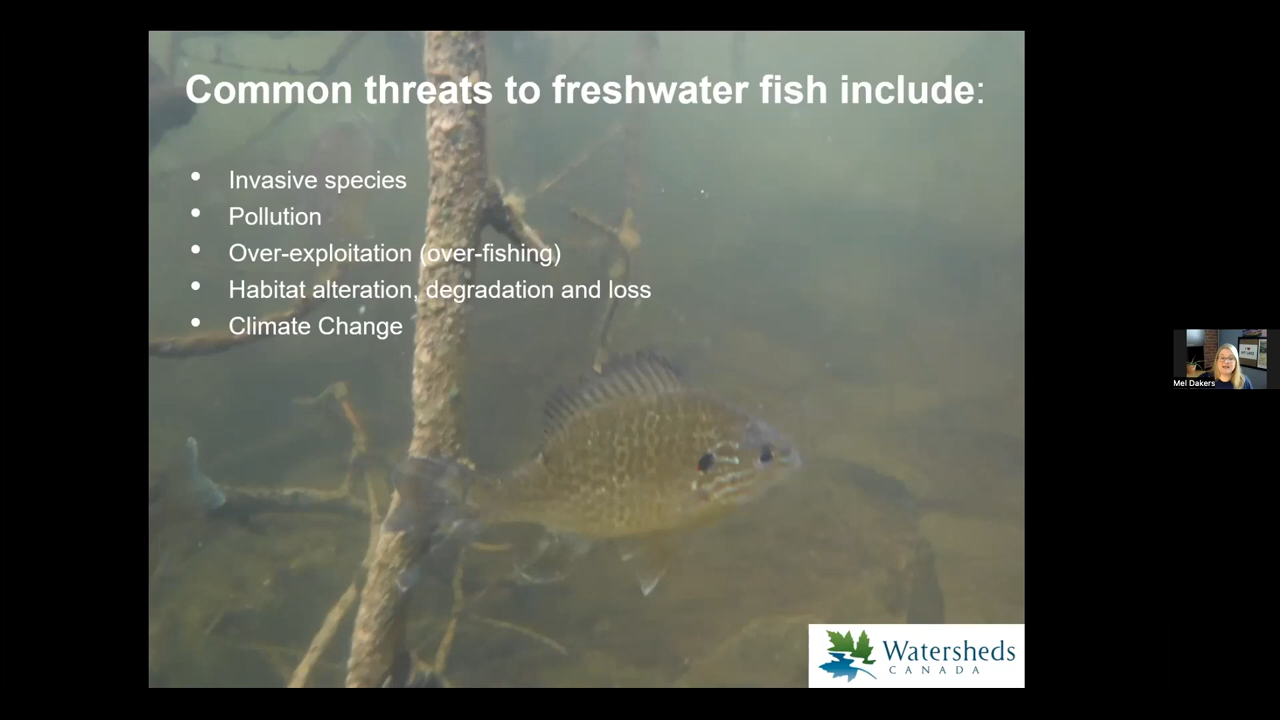 Common threats to freshwater fish include:
• Invasive species
• Pollution
• Over-exploitation (over-fishing)
• Habitat alteration, degradation and loss
• Climate Change
Mel Dakers
Watersheds
CANADA